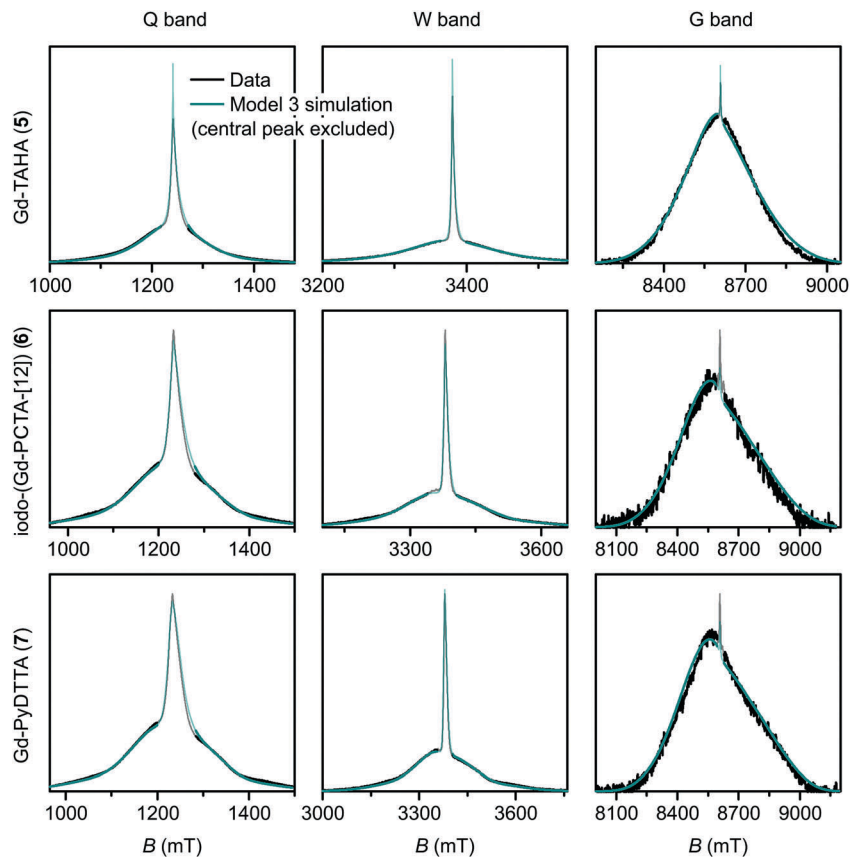 Q band
W band
G band
Gd-TAHA (5)
Data
Model 3 simulation
(central peak excluded)
1000 1200 1400
3200 3400
8400 8700 9000
iodo-(Gd-PCTA-[12]) (6)
1000 1200 1400
3300 3600
8100 8400 8700 9000
Gd-PyDTTA (7)
1000 1200 1400
3000 3300 3600
8100 8400 8700 9000
B (mT)
B (mT)
B (mT)